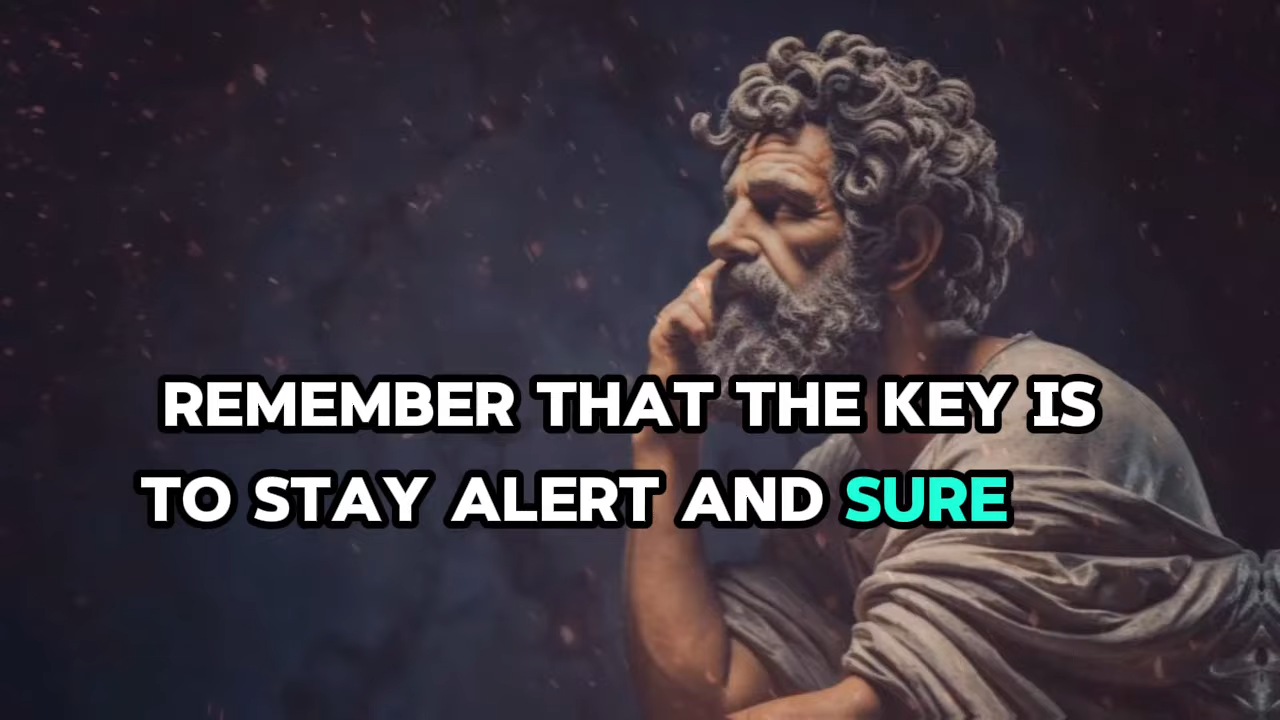 REMEMBER THAT THE KEY IS
TO STAY ALERT AND SURE